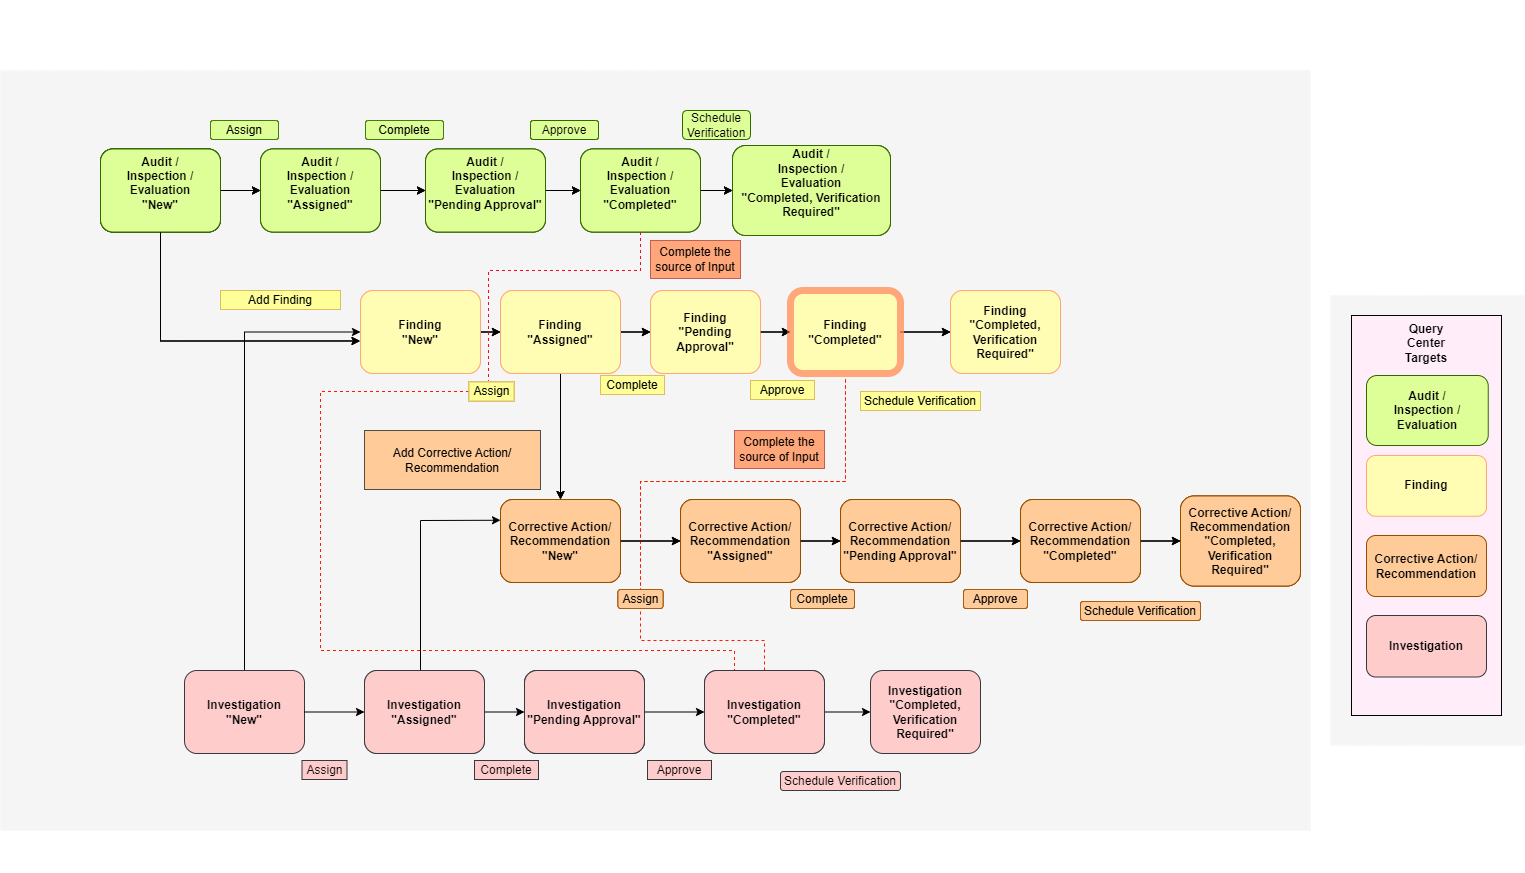 Assign
Complete
Approve
Schedule
Verification
Audit /
Inspection /
Evaluation
"New"
Audit /
Inspection /
Evaluation
"Assigned"
Audit /
Inspection /
Evaluation
"Pending Approval"
Audit /
Inspection /
Evaluation
"Completed"
Audit /
Inspection /
Evaluation
"Completed, Verification
Required"
Complete the
source of Input
Add Finding
Finding
"New"
Finding
"Assigned"
Finding
"Pending
Approval"
Finding
"Completed"
Finding
"Completed,
Verification
Required"
Assign
Complete
Approve
Schedule Verification
Add Corrective Action/
Recommendation
Complete the
source of Input
Corrective Action/
Recommendation
"New"
Corrective Action/
Recommendation
"Assigned"
Corrective Action/
Recommendation
"Pending Approval"
Corrective Action/
Recommendation
"Completed"
Corrective Action/
Recommendation
"Completed,
Verification
Required"
Assign
Complete
Approve
Schedule Verification
Investigation
"New"
Investigation
"Assigned"
Investigation
"Pending Approval"
Investigation
"Completed"
Investigation
"Completed,
Verification
Required"
Assign
Complete
Approve
Schedule Verification
Query
Center
Targets
Audit /
Inspection /
Evaluation
Finding
Corrective Action/
Recommendation
Investigation